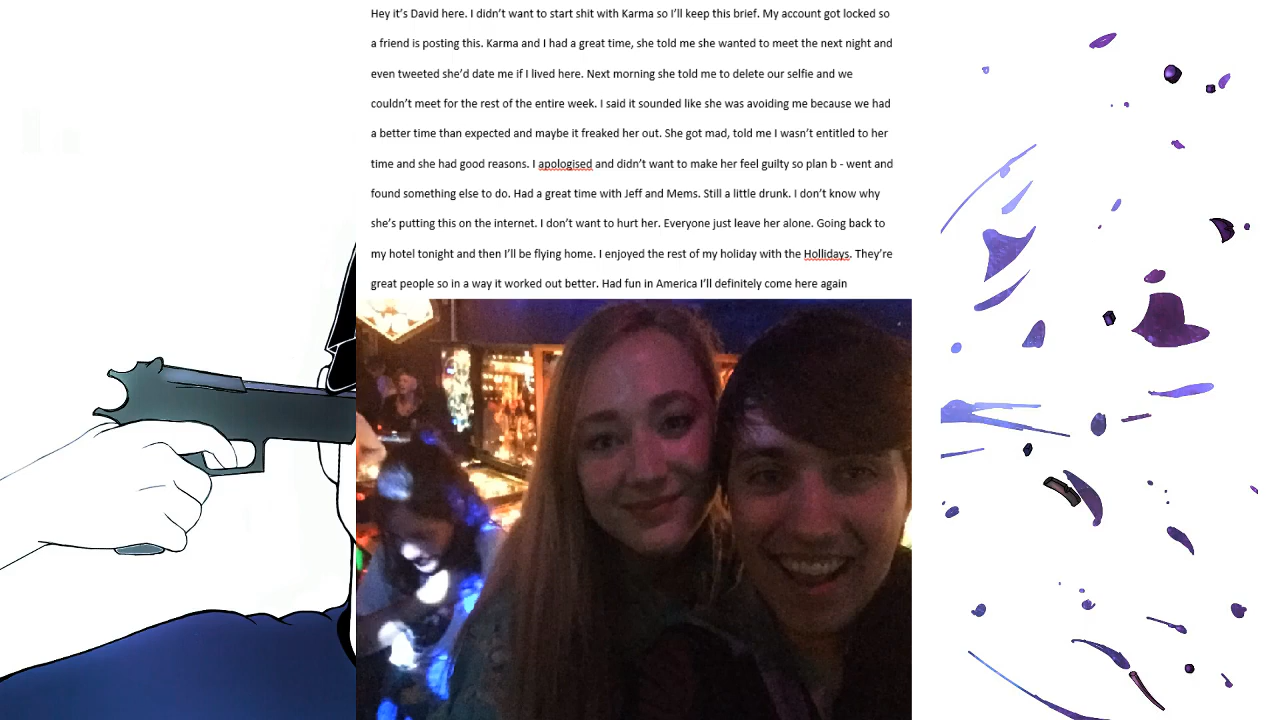 Hey it's David here. I didn't want to start shit with Karma so I'll keep this brief. My account got locked so
a friend is posting this. Karma and I had a great time, she told me she wanted to meet the next night and
even tweeted she'd date me if I lived here. Next morning she told me to delete our selfie and we
couldn't meet for the rest of the entire week. I said it sounded like she was avoiding me because we had
a better time than expected and maybe it freaked her out. She got mad, told me I wasn't entitled to her
time and she had good reasons. I apologised and didn't want to make her feel guilty so plan b - went and
found something else to do. Had a great time with Jeff and Mems. Still a little drunk. I don't know why
she's putting this on the internet. I don't want to hurt her. Everyone just leave her alone. Going back to
my hotel tonight and then I'll be flying home. I enjoyed the rest of my holiday with the Hollidays. They're
great people so in a way it worked out better. Had fun in America I'll definitely come here again